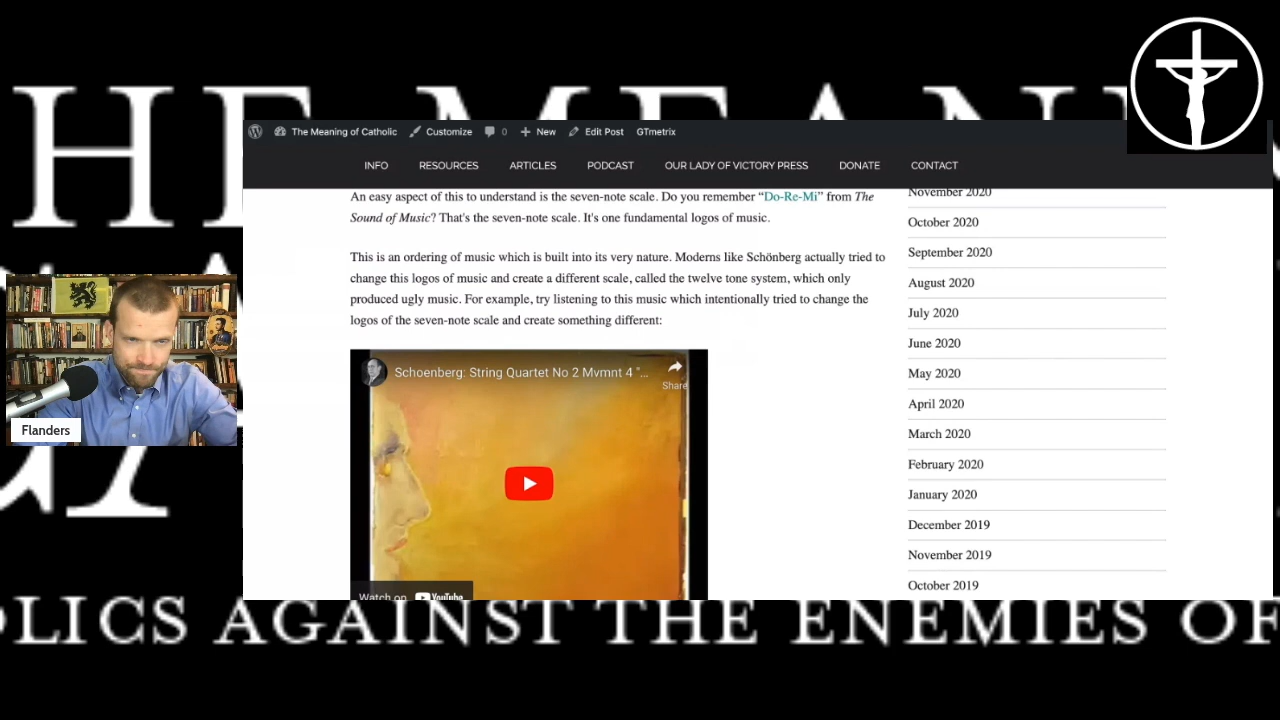 HE MEAN
The Meaning of Catholic Customize 0 New Edit Post GTmetrix
INFO RESOURCES ARTICLES PODCAST OUR LADY OF VICTORY PRESS DONATE CONTACT
An easy aspect of this to understand is the seven-note scale. Do you remember “Do-Re-Mi” from The
Sound of Music? That's the seven-note scale. It's one fundamental logos of music.
This is an ordering of music which is built into its very nature. Moderns like Schönberg actually tried to
change this logos of music and create a different scale, called the twelve tone system, which only
produced ugly music. For example, try listening to this music which intentionally tried to change the
logos of the seven-note scale and create something different:
Schoenberg: String Quartet No 2 Mvmnt 4 "...
Share
Watch on YouTube
November 2020
October 2020
September 2020
August 2020
July 2020
June 2020
May 2020
April 2020
March 2020
February 2020
January 2020
December 2019
November 2019
October 2019
Flanders
OLICS AGAINST THE ENEMIES OF